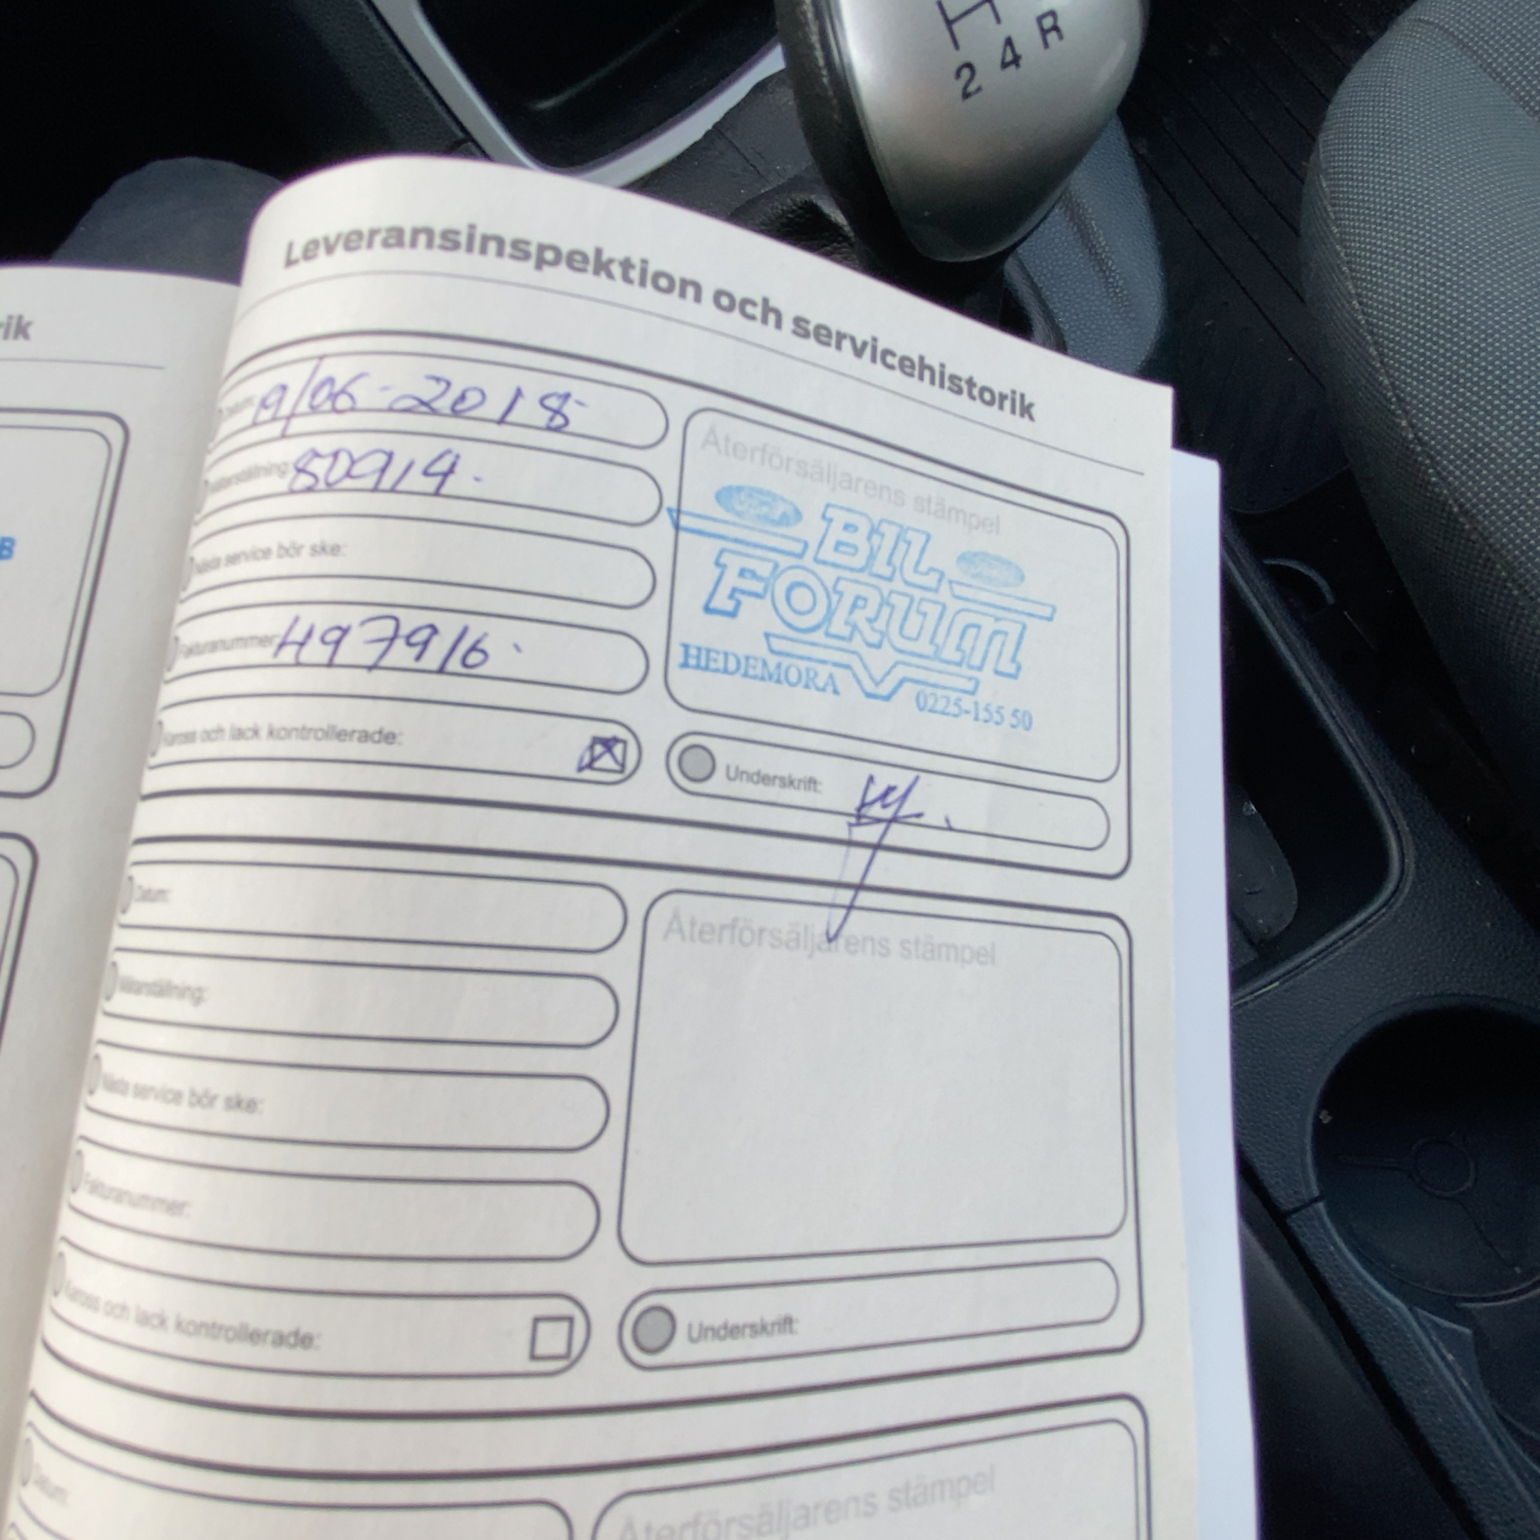 2 4 R
rik
Leveransinspektion och servicehistorik
Datum: 19/06-2018
Mätarställning: 80914.
Nästa service bör ske:
Fakturanummer: 497916.
Kaross och lack kontrollerade:
Återförsäljarens stämpel
BIL
FORUM
HEDEMORA 0225-155 50
Underskrift:
B
Datum:
Mätarställning:
Nästa service bör ske:
Fakturanummer:
Kaross och lack kontrollerade:
Återförsäljarens stämpel
Underskrift:
Datum:
Återförsäljarens stämpel